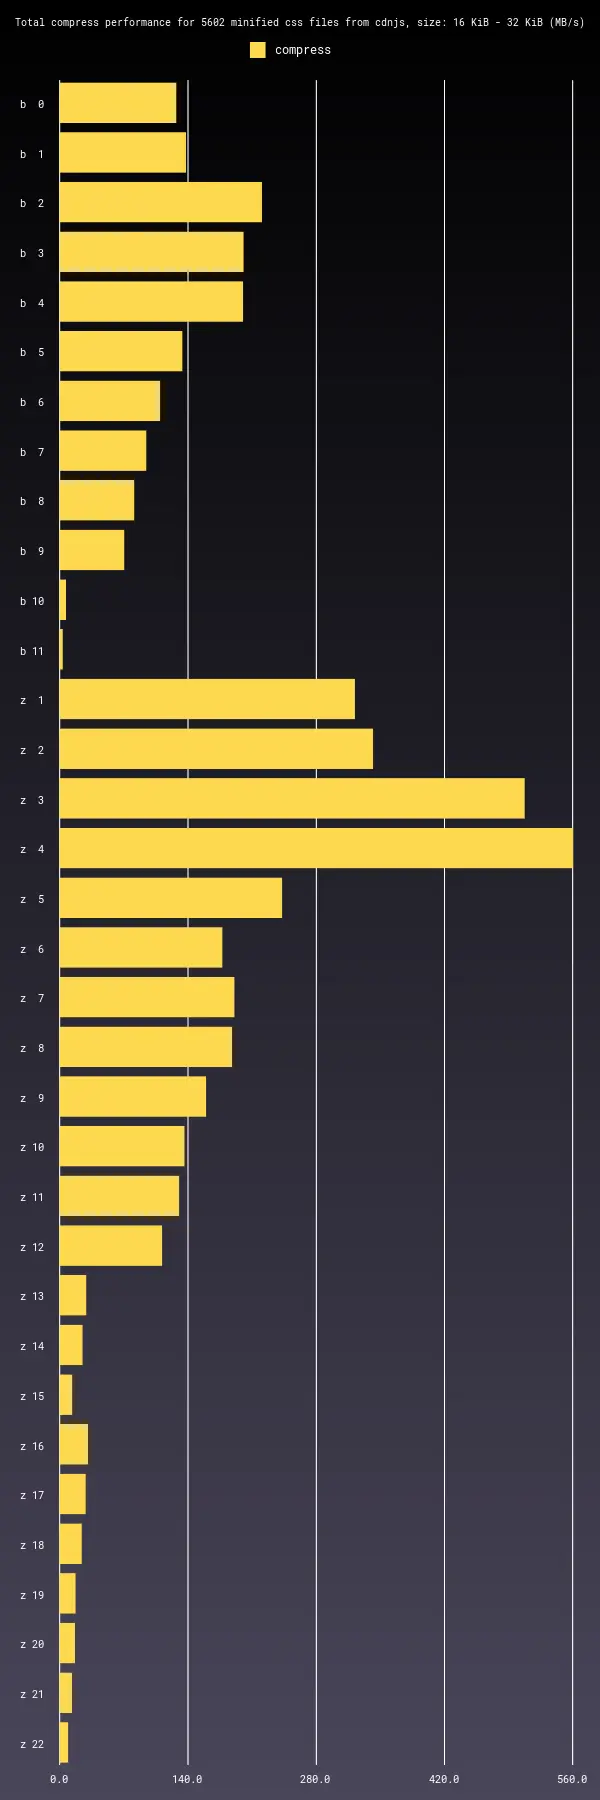 Total compress performance for 5602 minified css files from cdnjs, size: 16 KiB - 32 KiB (MB/s)
compress
b 0
b 1
b 2
b 3
b 4
b 5
b 6
b 7
b 8
b 9
b 10
b 11
z 1
z 2
z 3
z 4
z 5
z 6
z 7
z 8
z 9
z 10
z 11
z 12
z 13
z 14
z 15
z 16
z 17
z 18
z 19
z 20
z 21
z 22
0.0 140.0 280.0 420.0 560.0